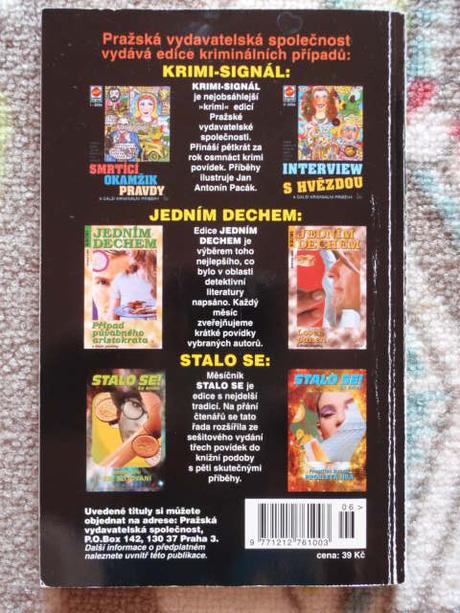 Pražská vydavatelská společnost
vydává edice kriminálních případů:
KRIMI-SIGNÁL:
KRIMI-SIGNÁL
je nejobsáhlejší
»krimi« edicí
Pražské
vydavatelské
společnosti.
Přináší pětkrát za
rok osmnáct krimi
povídek. Příběhy
ilustruje Jan
Antonín Pacák.
SMRTÍCÍ
OKAMŽIK
PRAVDY
INTERVIEW
S HVĚZDOU
JEDNÍM DECHEM:
JEDNÍM
DECHEM
Případ
půvabného
aristokrata
Edice JEDNÍM
DECHEM je
výběrem toho
nejlepšího, co
bylo v oblasti
detektivní
literatury
napsáno. Každý
měsíc
zveřejňujeme
krátké povídky
vybraných autorů.
JEDNÍM
DECHEM
STALO SE:
STALO SE!
Měsíčník
STALO SE je
edice s nejdelší
tradicí. Na přání
čtenářů se tato
řada rozšířila ze
sešitového vydání
třech povídek do
knižní podoby
s pěti skutečnými
příběhy.
STALO SE!
Uvedené tituly si můžete
objednat na adrese: Pražská
vydavatelská společnost,
P.O.Box 142, 130 37 Praha 3.
Další informace o předplatném
naleznete uvnitř této publikace.
06>
9 771212 761003
cena: 39 Kč